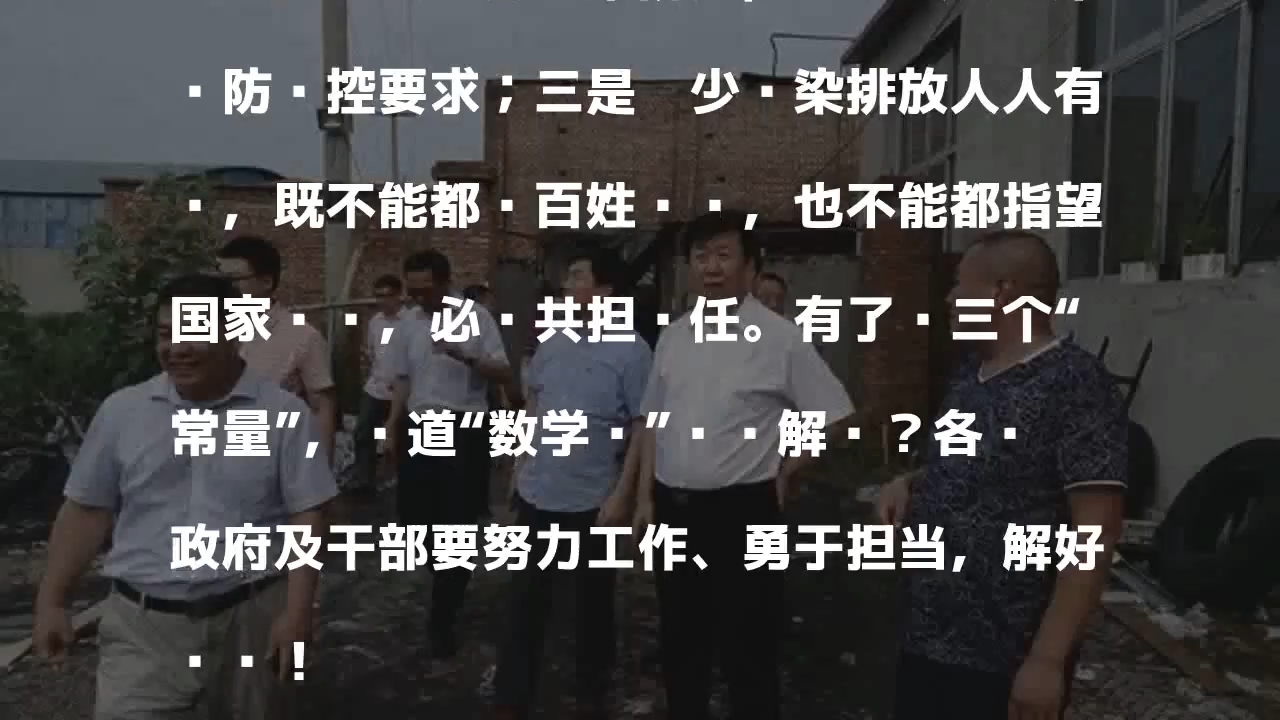 ·防·控要求；三是 少·染排放人人有
·，既不能都·百姓··，也不能都指望
国家··，必·共担·任。有了·三个“
常量”，·道“数学·”··解·？各·
政府及干部要努力工作、勇于担当，解好
··！